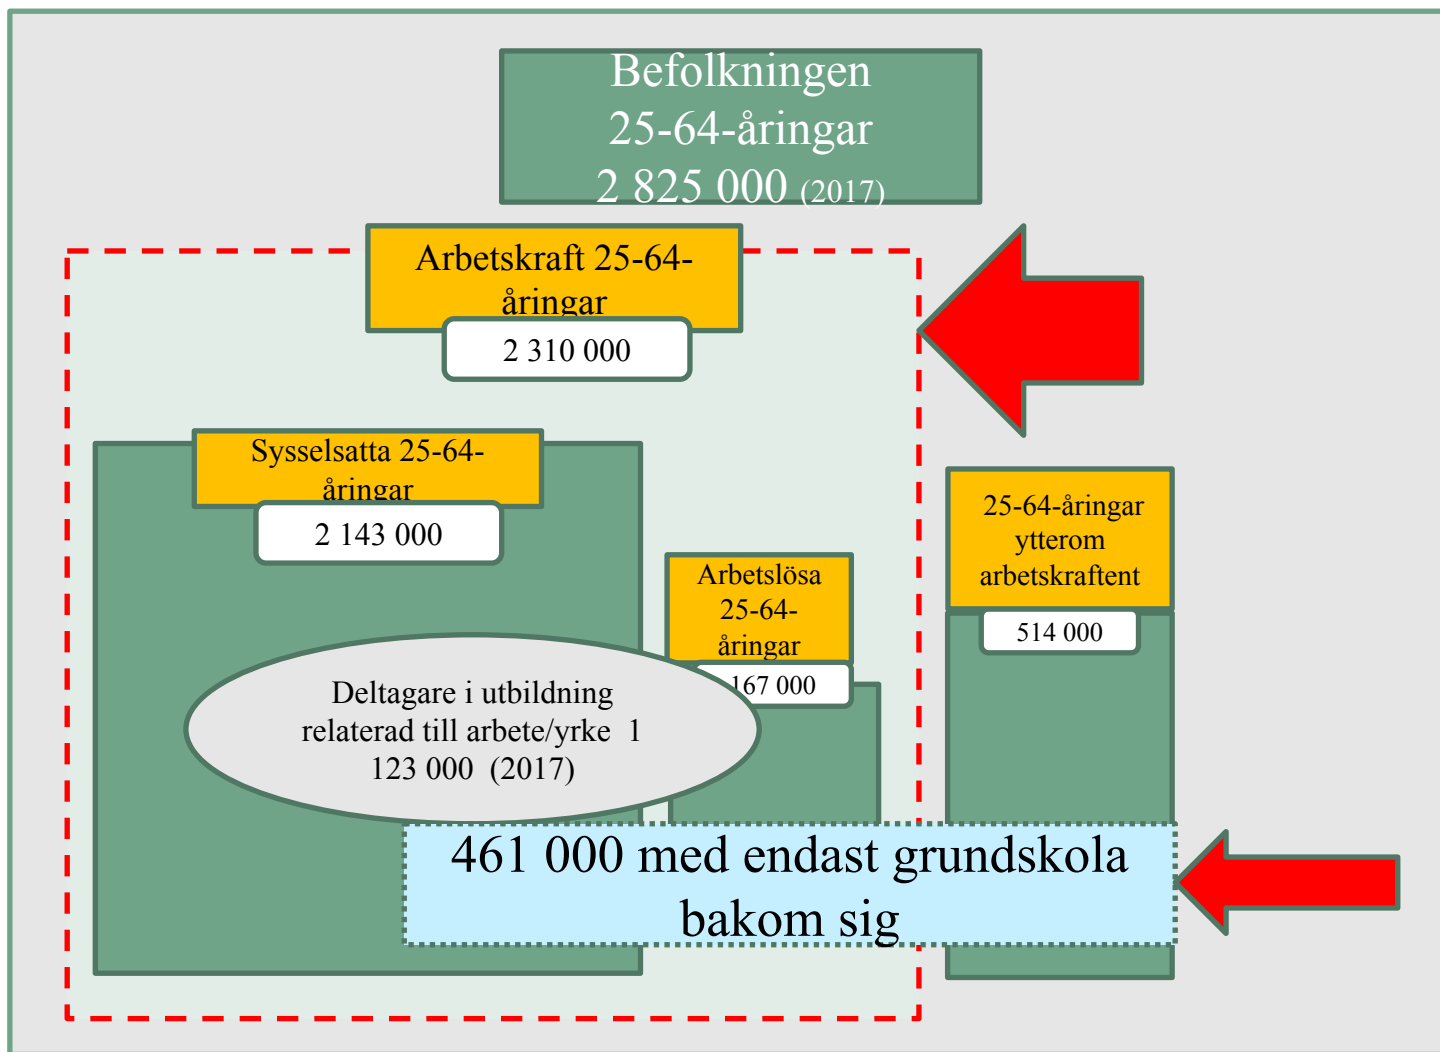 Befolkningen
25-64-åringar
2 825 000 (2017)
Arbetskraft 25-64-
åringar
2 310 000
Sysselsatta 25-64-
åringar
2 143 000
Arbetslösa
25-64-
åringar
167 000
25-64-åringar
ytterom
arbetskraftent
514 000
Deltagare i utbildning
relaterad till arbete/yrke 1
123 000 (2017)
461 000 med endast grundskola
bakom sig